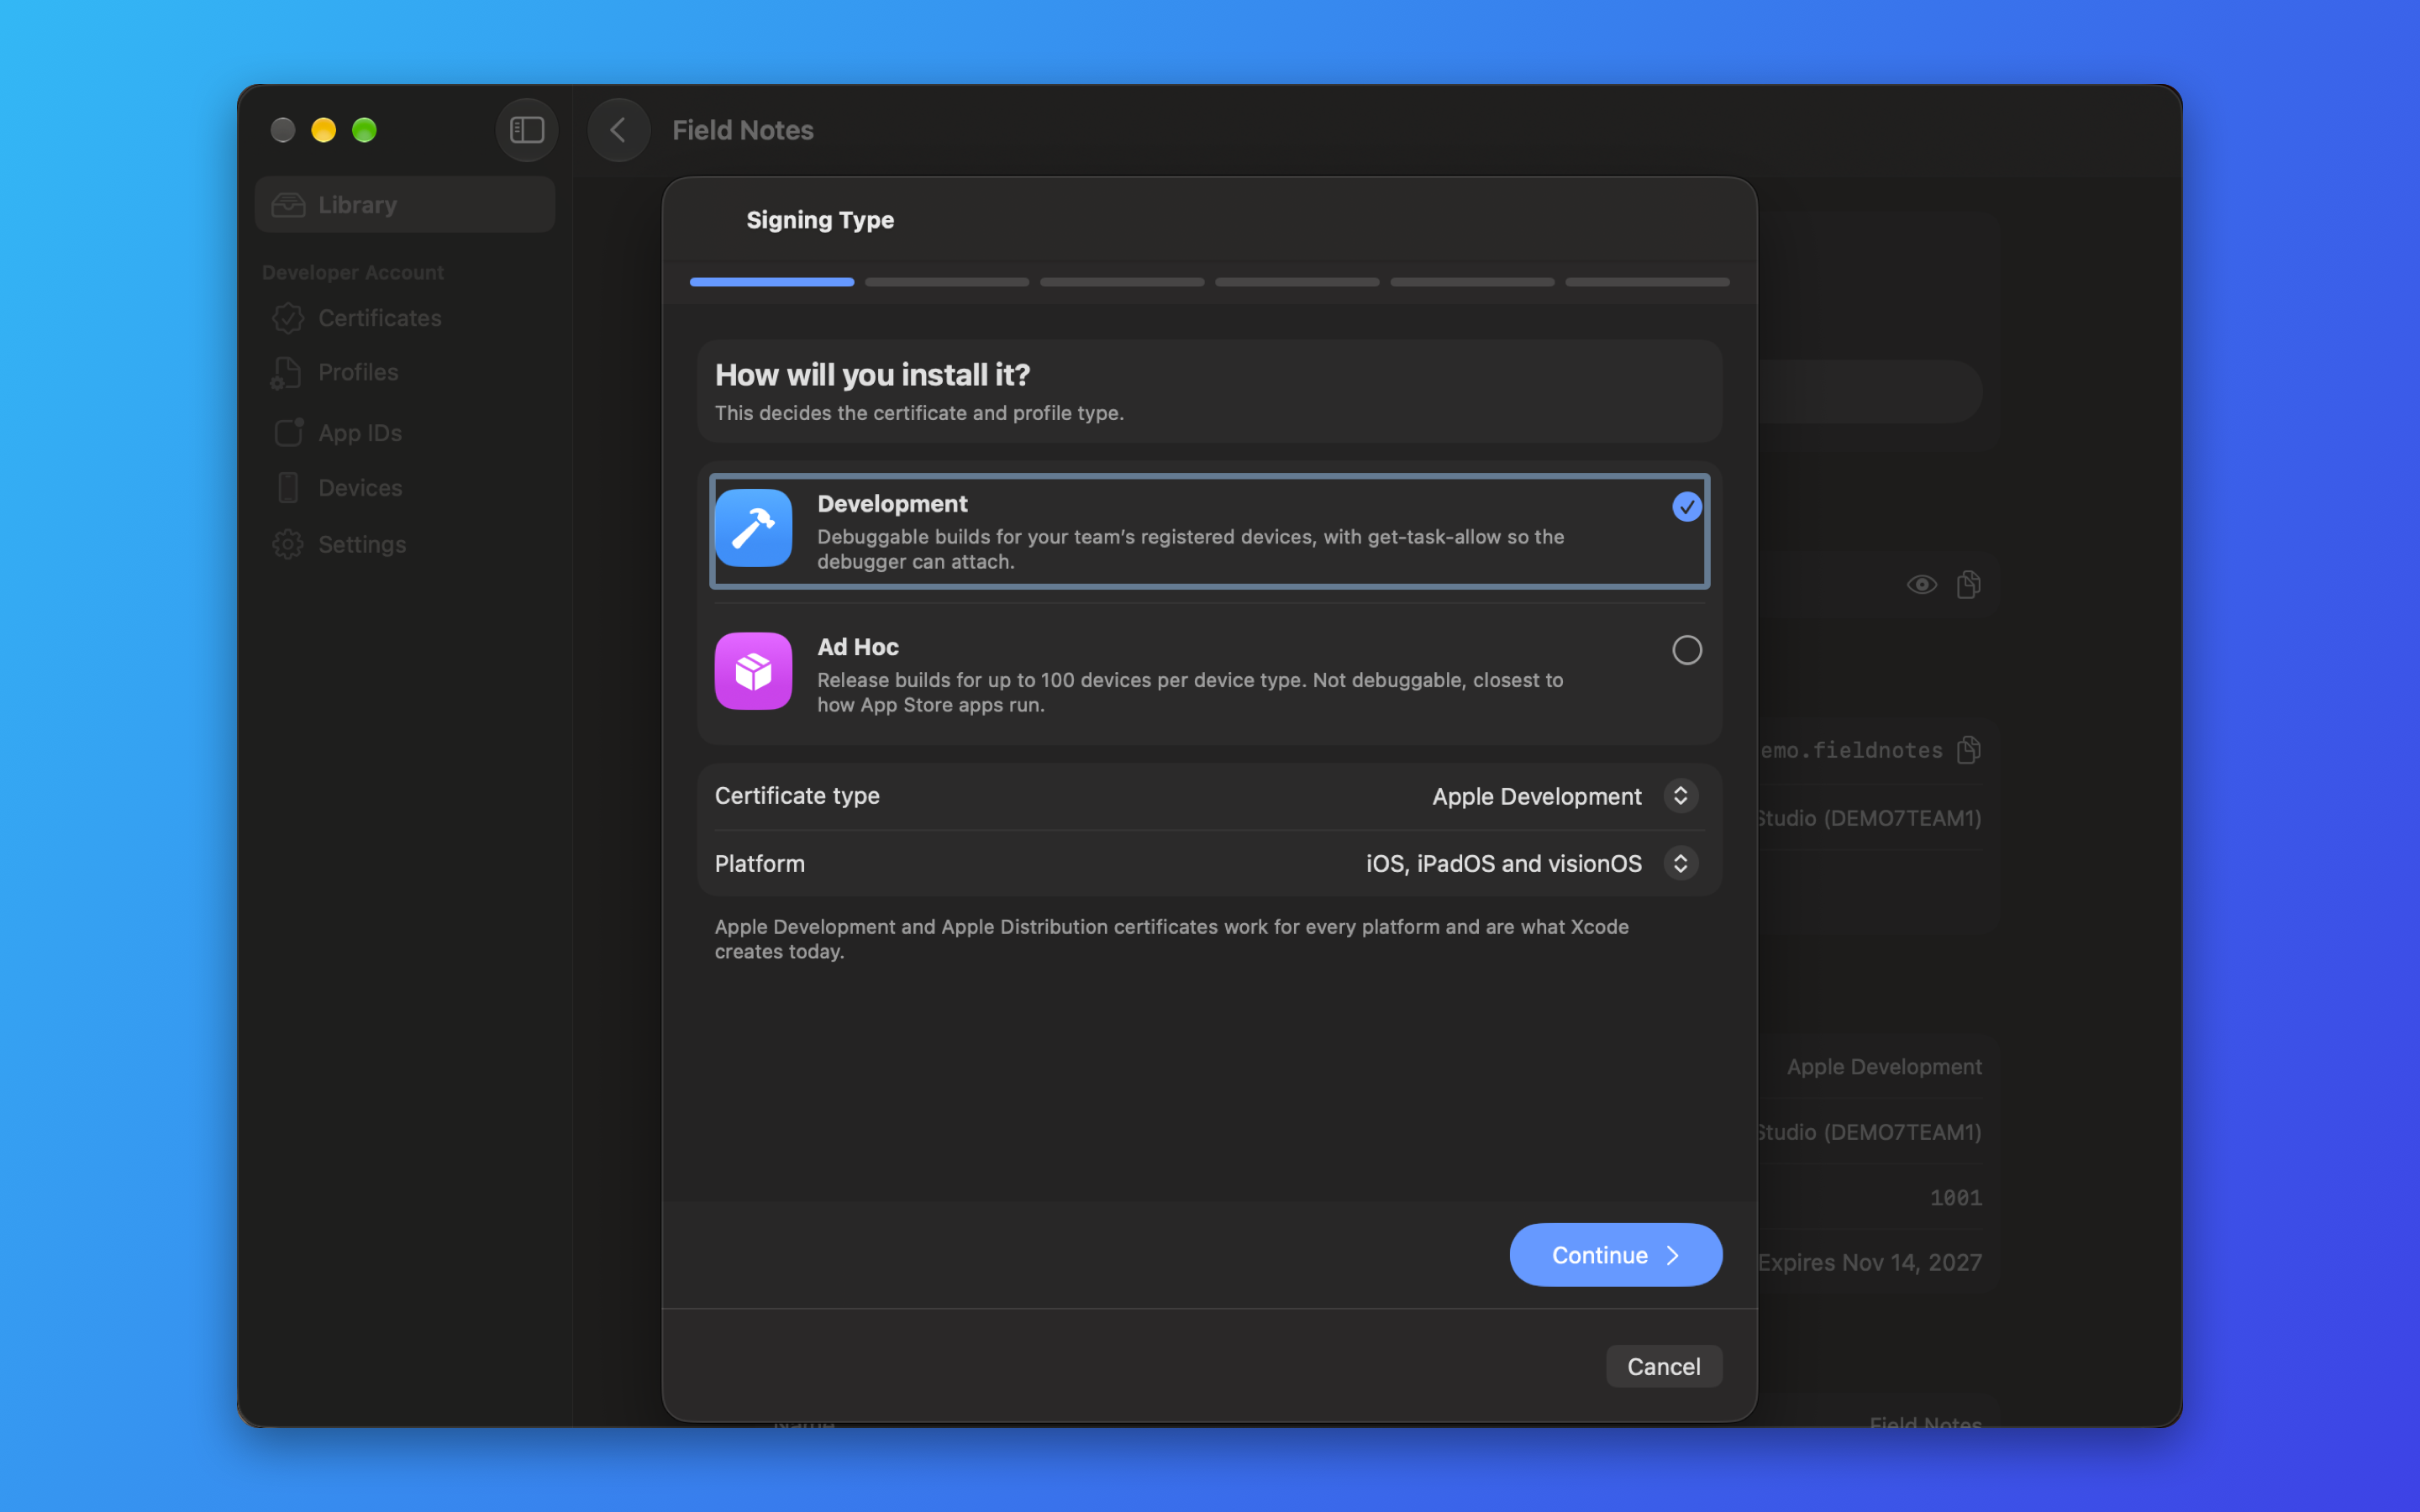 Field Notes
Library
Developer Account
Certificates
Profiles
App IDs
Devices
Settings
Signing Type
How will you install it?
This decides the certificate and profile type.
Development
Debuggable builds for your team’s registered devices, with get-task-allow so the
debugger can attach.
Ad Hoc
Release builds for up to 100 devices per device type. Not debuggable, closest to
how App Store apps run.
Certificate type
Apple Development
Platform
iOS, iPadOS and visionOS
Apple Development and Apple Distribution certificates work for every platform and are what Xcode
creates today.
Continue
Cancel
emo.fieldnotes
Studio (DEMO7TEAM1)
Apple Development
Studio (DEMO7TEAM1)
1001
Expires Nov 14, 2027
Name
Field Notes